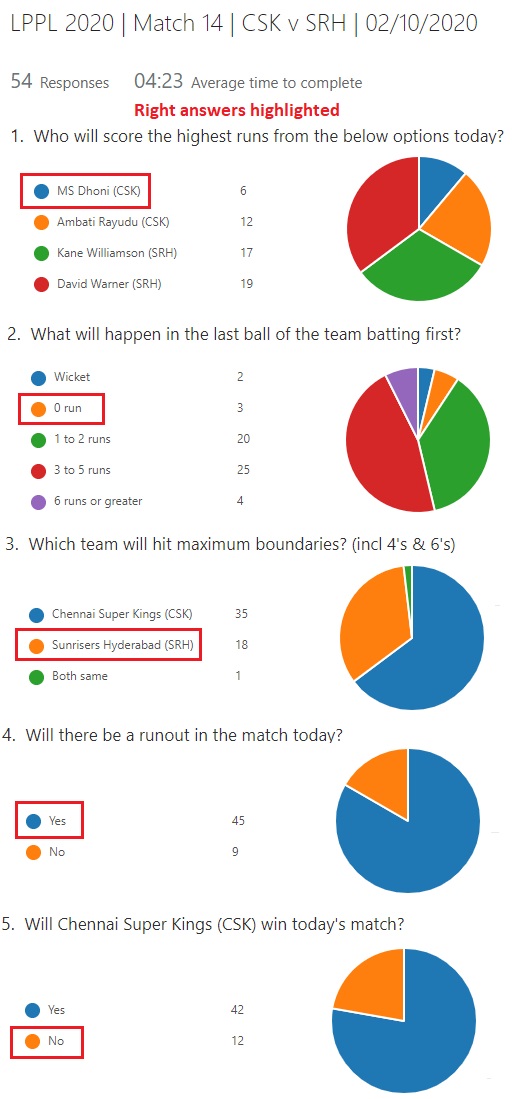 LPPL 2020 | Match 14 | CSK v SRH | 02/10/2020
54 Responses 04:23 Average time to complete
Right answers highlighted
1. Who will score the highest runs from the below options today?
MS Dhoni (CSK) 6
Ambati Rayudu (CSK) 12
Kane Williamson (SRH) 17
David Warner (SRH) 19
2. What will happen in the last ball of the team batting first?
Wicket 2
0 run 3
1 to 2 runs 20
3 to 5 runs 25
6 runs or greater 4
3. Which team will hit maximum boundaries? (incl 4's & 6's)
Chennai Super Kings (CSK) 35
Sunrisers Hyderabad (SRH) 18
Both same 1
4. Will there be a runout in the match today?
Yes 45
No 9
5. Will Chennai Super Kings (CSK) win today's match?
Yes 42
No 12